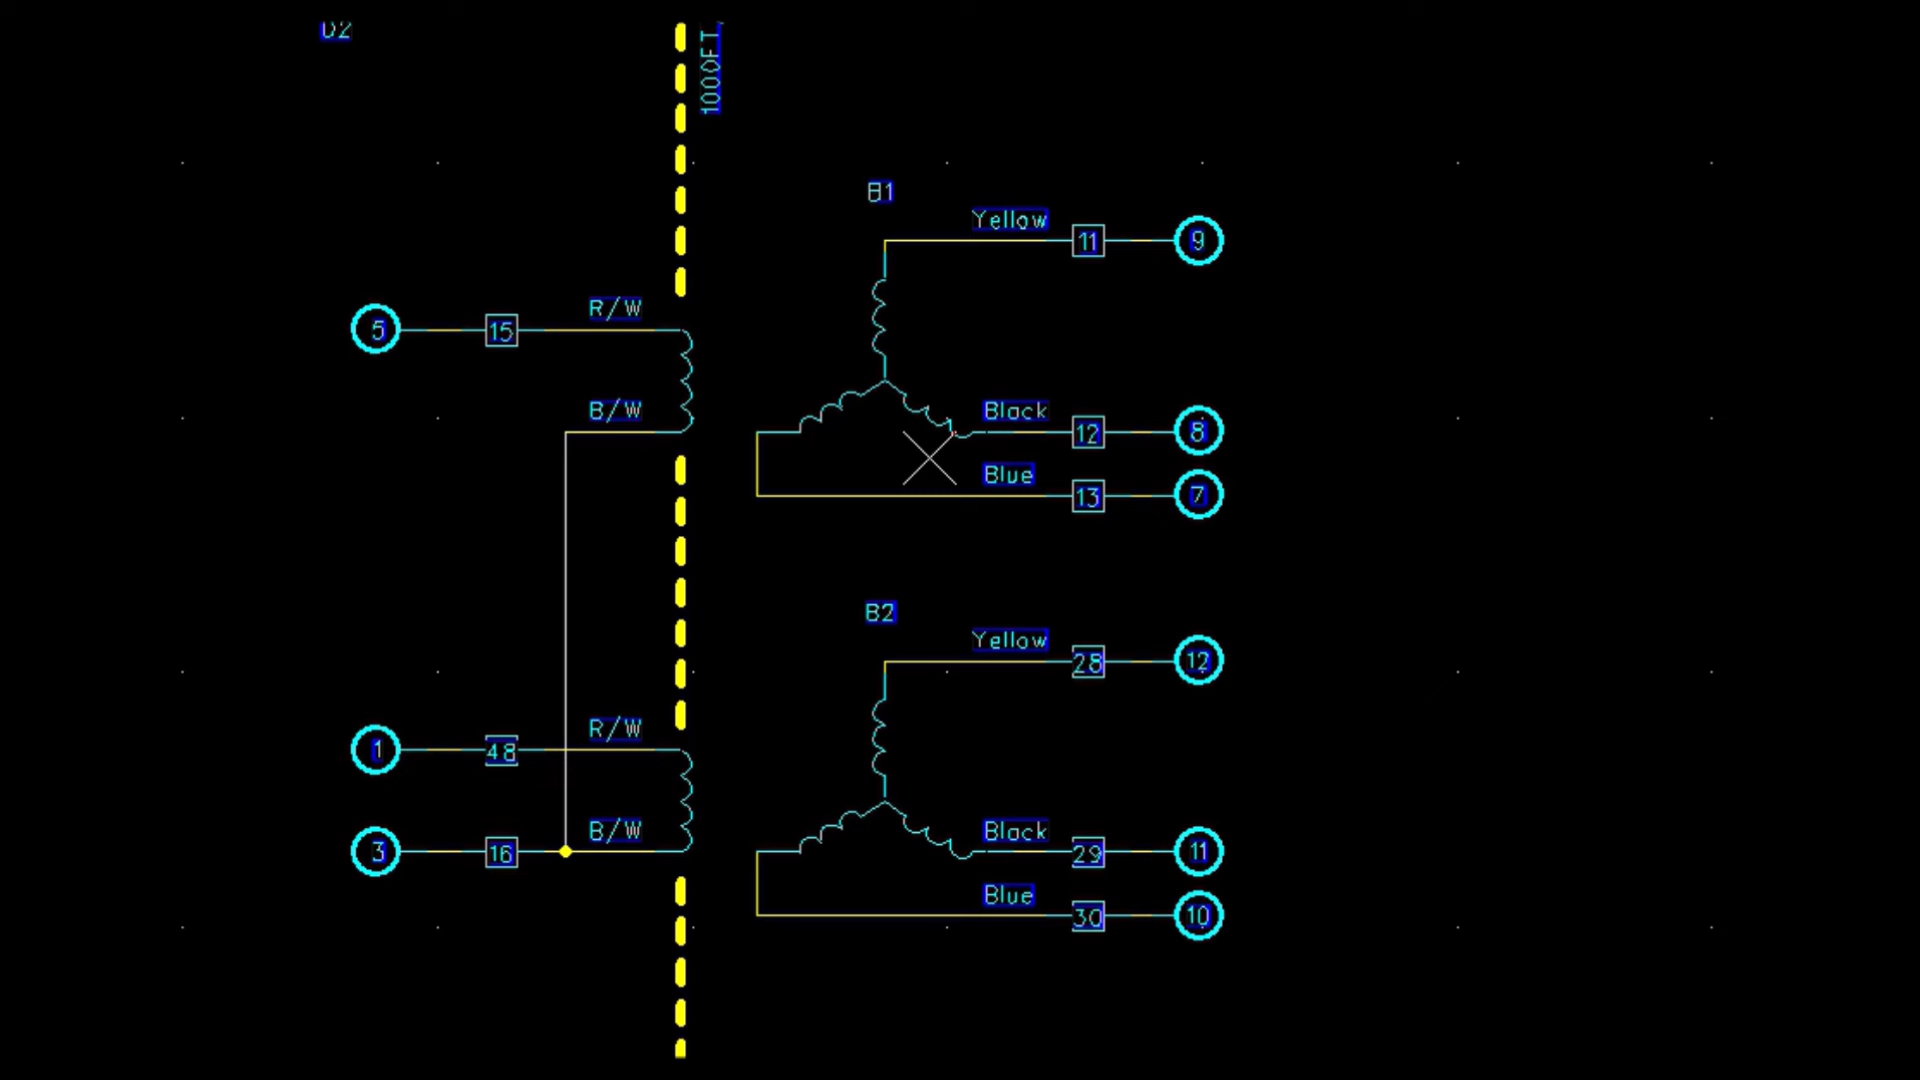 D2
1000FT
B1
Yellow 11 9
5 15 R/W
B/W
Black 12 8
Blue 13 7
B2
Yellow 28 12
1 48 R/W
3 16 B/W
Black 29 11
Blue 30 10